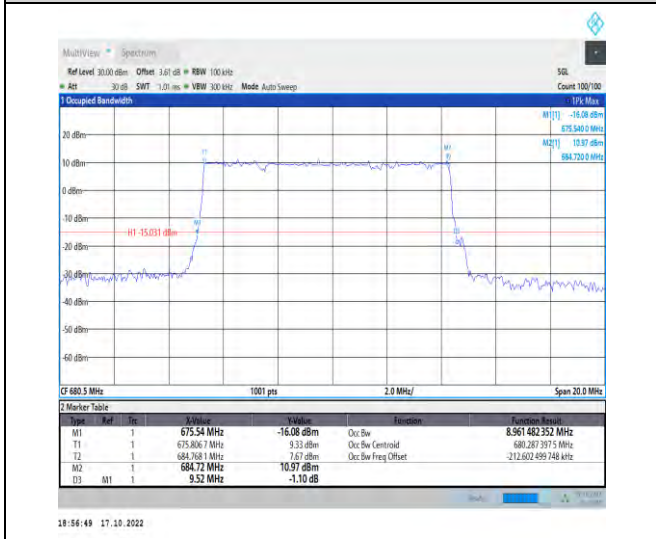 MultiView Spectrum
Ref Level 30.00 dBm Offset 3.61 dB RBW 100 kHz SGL
Att 30 dB SWT 1.01 ms VBW 300 kHz Mode Auto Sweep Count 100/100
1 Occupied Bandwidth 1Pk Max
M1[1] -16.08 dBm
675.540 0 MHz
M2[1] 10.97 dBm
684.720 0 MHz
20 dBm
10 dBm
0 dBm
-10 dBm
H1 -15.031 dBm
-20 dBm
-30 dBm
-40 dBm
-50 dBm
-60 dBm
CF 680.5 MHz 1001 pts 2.0 MHz/ Span 20.0 MHz
2 Marker Table
Type Ref Trc X-Value Y-Value Function Function Result
M1 1 675.54 MHz -16.08 dBm Occ Bw 8.961 482 352 MHz
T1 1 675.806 7 MHz 9.33 dBm Occ Bw Centroid 680.287 397 5 MHz
T2 1 684.768 1 MHz 7.67 dBm Occ Bw Freq Offset -212.602 499 748 kHz
M2 1 684.72 MHz 10.97 dBm
D3 M1 1 9.52 MHz -1.10 dB
18:56:49 17.10.2022